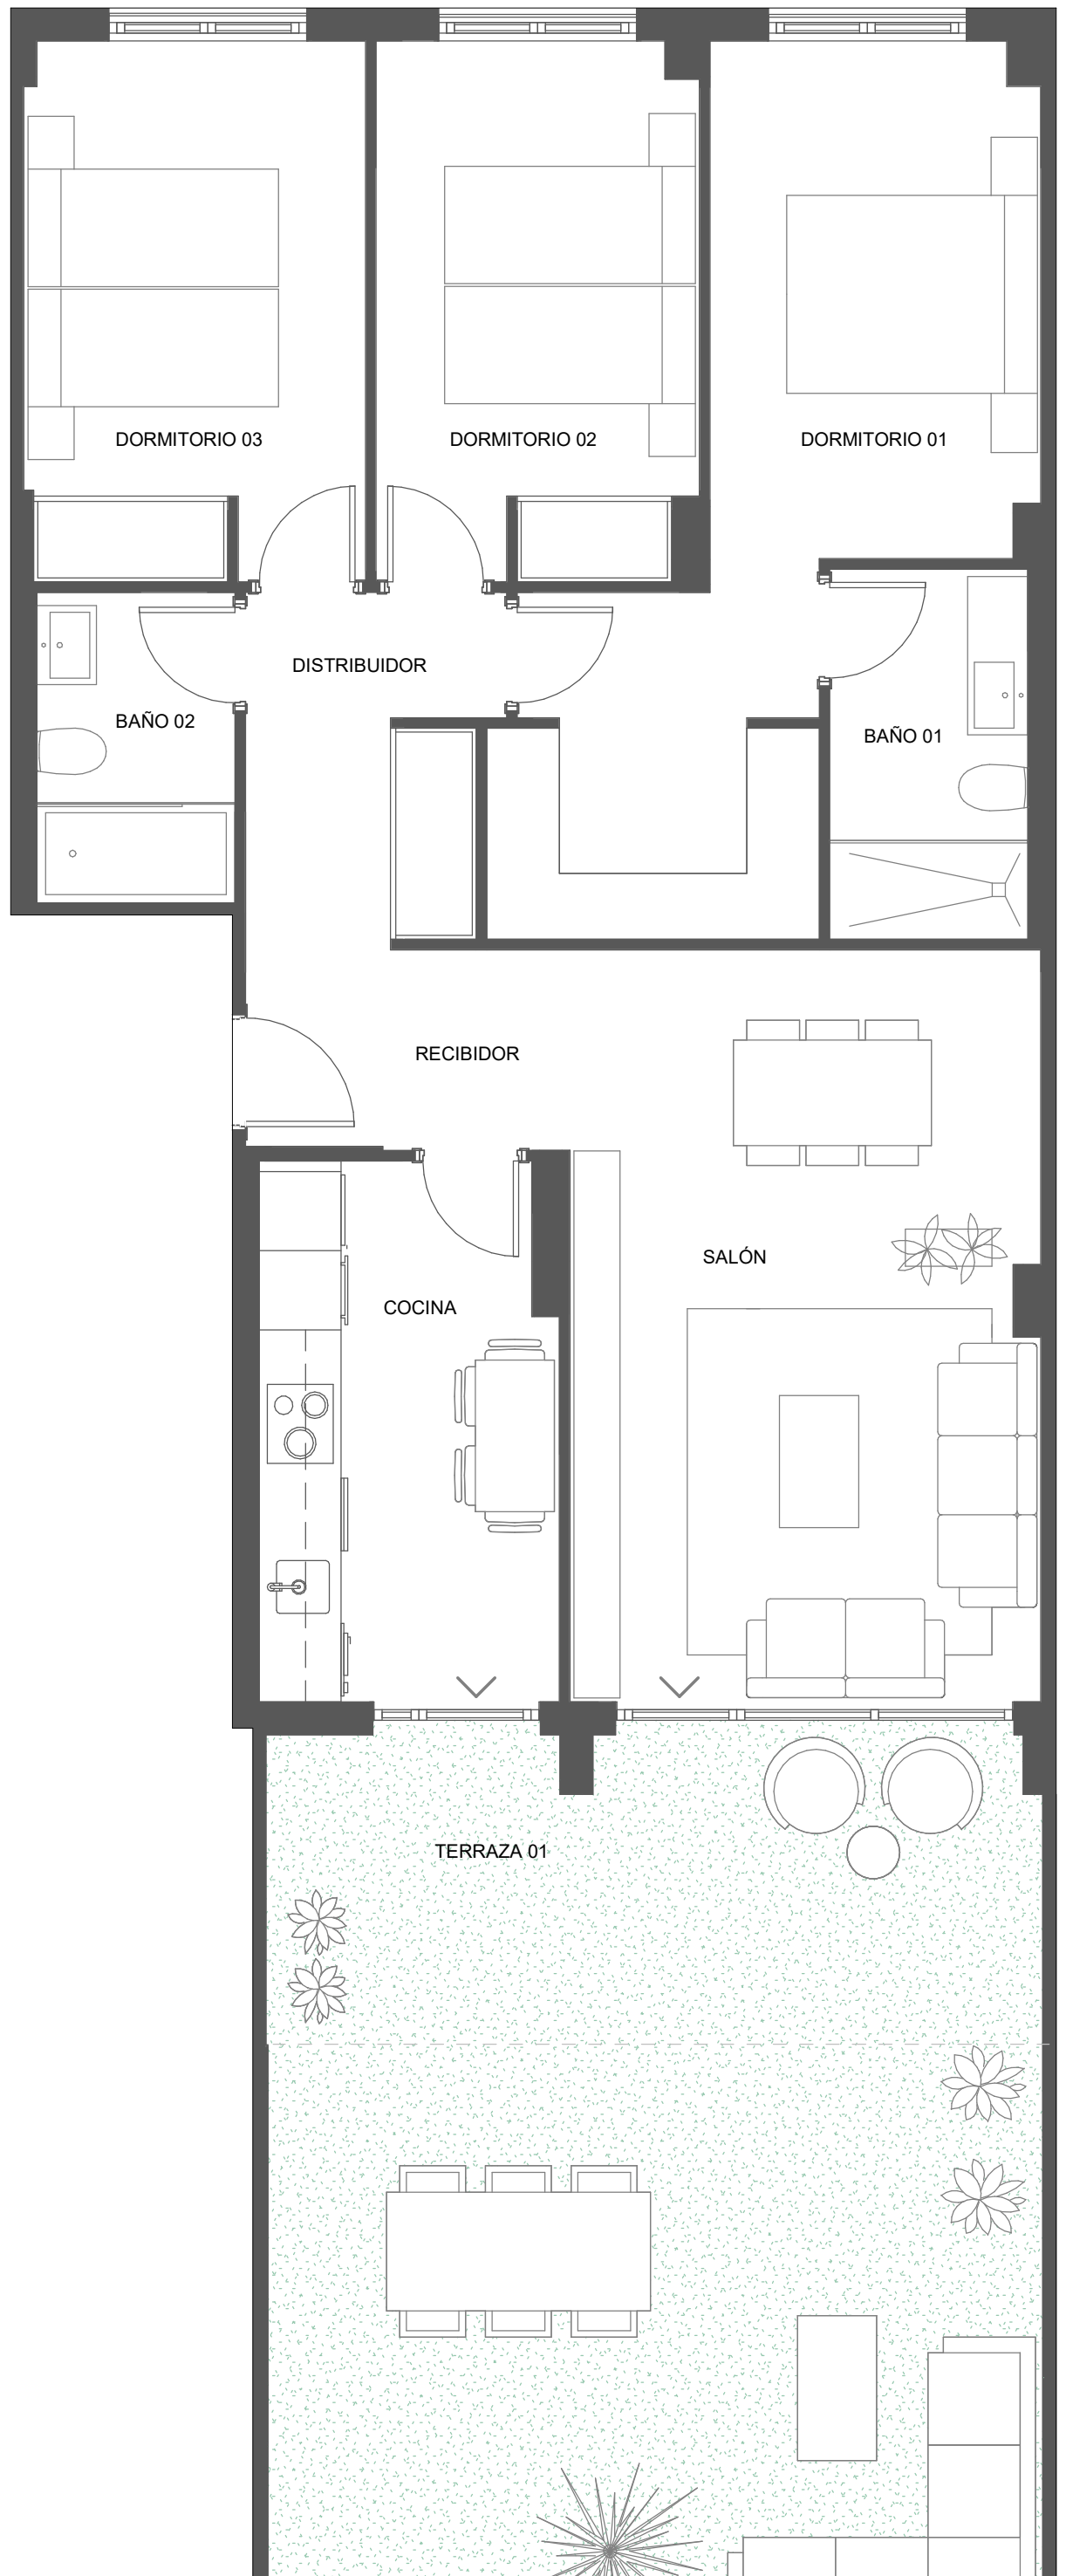 DORMITORIO 03
DORMITORIO 02
DORMITORIO 01
DISTRIBUIDOR
BAÑO 02
BAÑO 01
RECIBIDOR
SALÓN
COCINA
TERRAZA 01